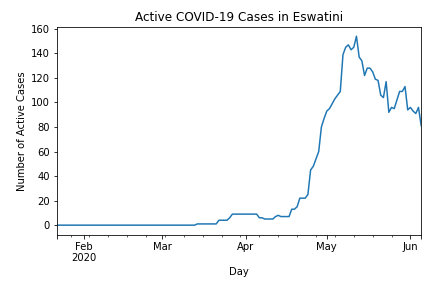 Active COVID-19 Cases in Eswatini
Number of Active Cases
160
140
120
100
80
60
40
20
0
Feb
2020
Mar
Apr
May
Jun
Day